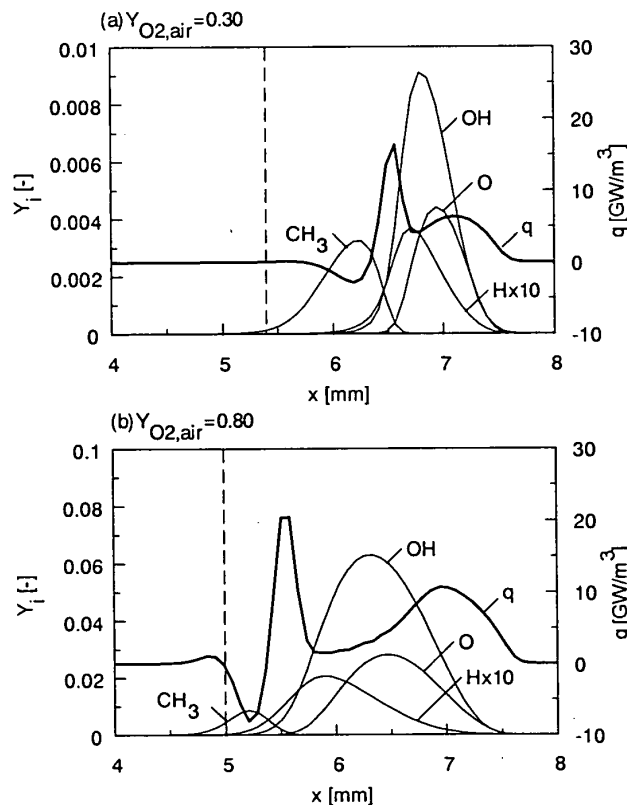 (a) Y_O2,air=0.30
0.01
0.008
0.006
0.004
0.002
0
Y_i [-]
30
20
10
0
-10
q [GW/m^3]
OH
O
CH_3
q
Hx10
4 5 6 7 8
x [mm]
(b) Y_O2,air=0.80
0.1
0.08
0.06
0.04
0.02
0
Y_i [-]
30
20
10
0
-10
q [GW/m^3]
OH
q
O
CH_3
Hx10
4 5 6 7 8
x [mm]